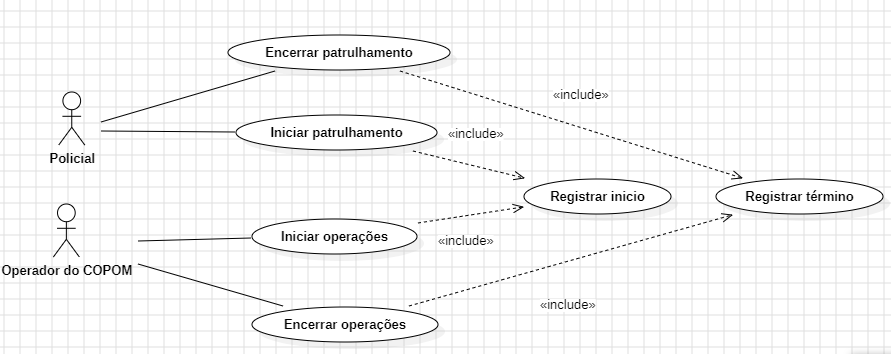 Encerrar patrulhamento
«include»
Iniciar patrulhamento
«include»
Policial
Registrar inicio
Registrar término
Iniciar operações
«include»
Operador do COPOM
«include»
Encerrar operações